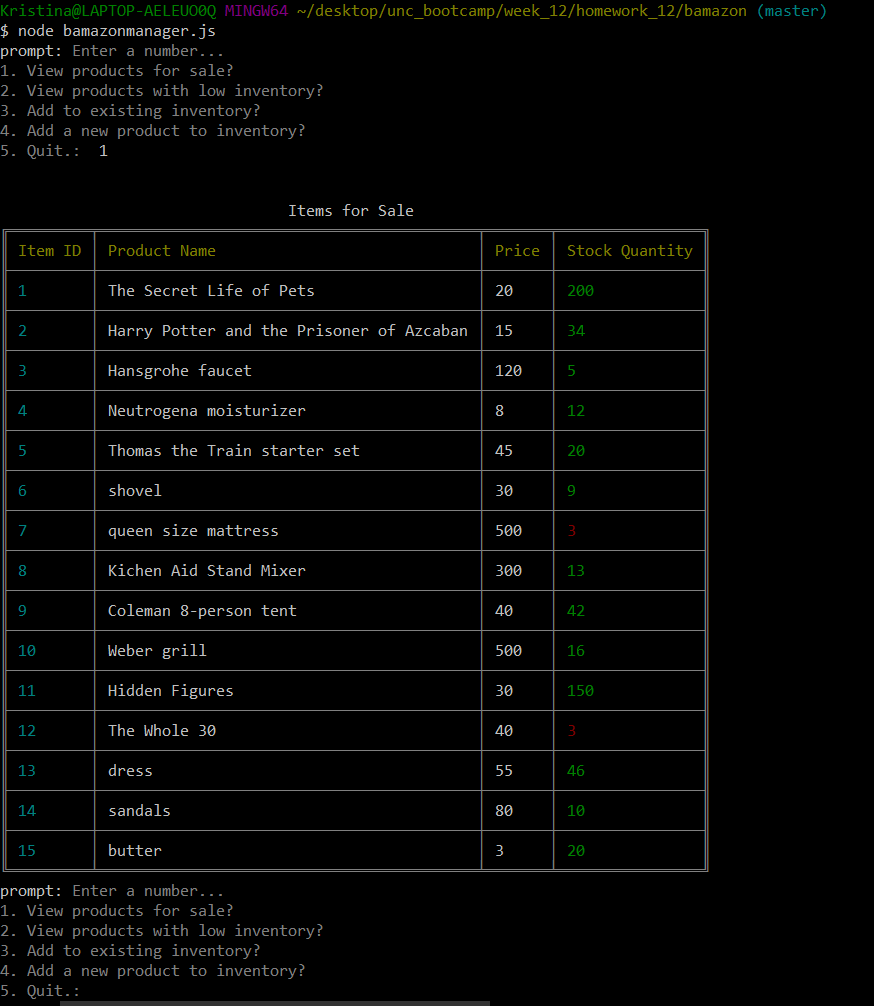 Kristina@LAPTOP-AELEUO0Q MINGW64 ~/desktop/unc_bootcamp/week_12/homework_12/bamazon (master)
$ node bamazonmanager.js
prompt: Enter a number...
1. View products for sale?
2. View products with low inventory?
3. Add to existing inventory?
4. Add a new product to inventory?
5. Quit.:  1
Items for Sale
Item ID Product Name Price Stock Quantity
1 The Secret Life of Pets 20 200
2 Harry Potter and the Prisoner of Azcaban 15 34
3 Hansgrohe faucet 120 5
4 Neutrogena moisturizer 8 12
5 Thomas the Train starter set 45 20
6 shovel 30 9
7 queen size mattress 500 3
8 Kichen Aid Stand Mixer 300 13
9 Coleman 8-person tent 40 42
10 Weber grill 500 16
11 Hidden Figures 30 150
12 The Whole 30 40 3
13 dress 55 46
14 sandals 80 10
15 butter 3 20
prompt: Enter a number...
1. View products for sale?
2. View products with low inventory?
3. Add to existing inventory?
4. Add a new product to inventory?
5. Quit.: